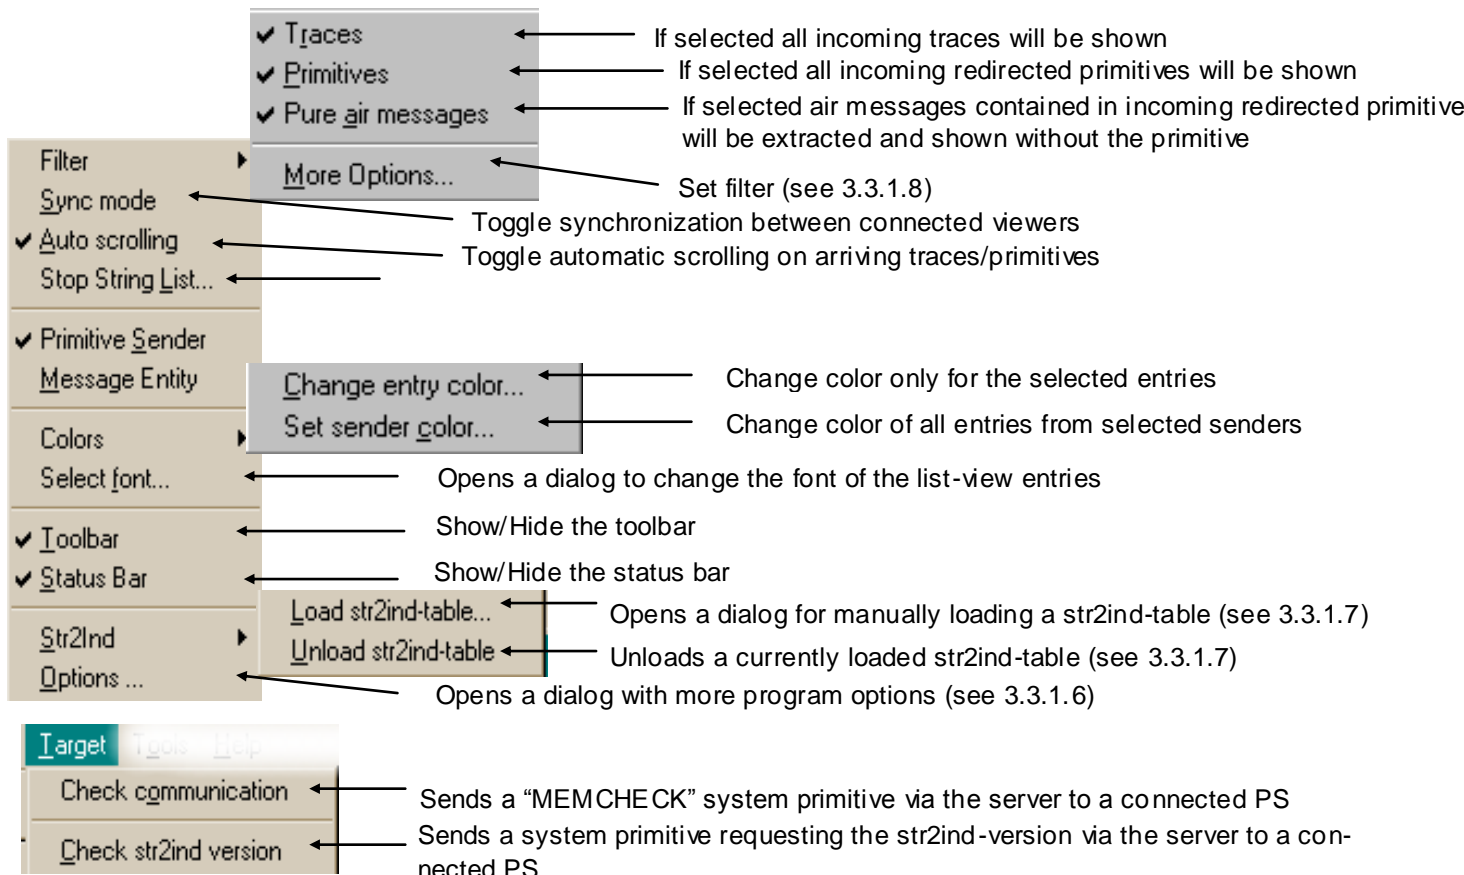 Traces
If selected all incoming traces will be shown
Primitives
If selected all incoming redirected primitives will be shown
Pure air messages
If selected air messages contained in incoming redirected primitive
will be extracted and shown without the primitive
More Options...
Set filter (see 3.3.1.8)
Filter
Sync mode
Toggle synchronization between connected viewers
Auto scrolling
Toggle automatic scrolling on arriving traces/primitives
Stop String List...
Primitive Sender
Message Entity
Change entry color...
Change color only for the selected entries
Set sender color...
Change color of all entries from selected senders
Colors
Select font...
Opens a dialog to change the font of the list-view entries
Toolbar
Show/Hide the toolbar
Status Bar
Show/Hide the status bar
Load str2ind-table...
Opens a dialog for manually loading a str2ind-table (see 3.3.1.7)
Unload str2ind-table
Unloads a currently loaded str2ind-table (see 3.3.1.7)
Str2Ind
Options ...
Opens a dialog with more program options (see 3.3.1.6)
Target Tools Help
Check communication
Sends a “MEMCHECK” system primitive via the server to a connected PS
Check str2ind version
Sends a system primitive requesting the str2ind-version via the server to a con-
nected PS